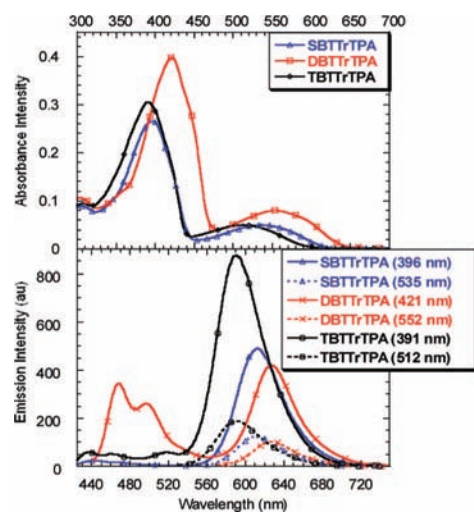 300 350 400 450 500 550 600 650 700
0.4
0.3
0.2
0.1
0
Absorbance Intensity
SBTTrTPA
DBTTrTPA
TBTTrTPA
800
600
400
200
0
Emission Intensity (au)
SBTTrTPA (396 nm)
SBTTrTPA (535 nm)
DBTTrTPA (421 nm)
DBTTrTPA (552 nm)
TBTTrTPA (391 nm)
TBTTrTPA (512 nm)
440 480 520 560 600 640 680 720
Wavelength (nm)